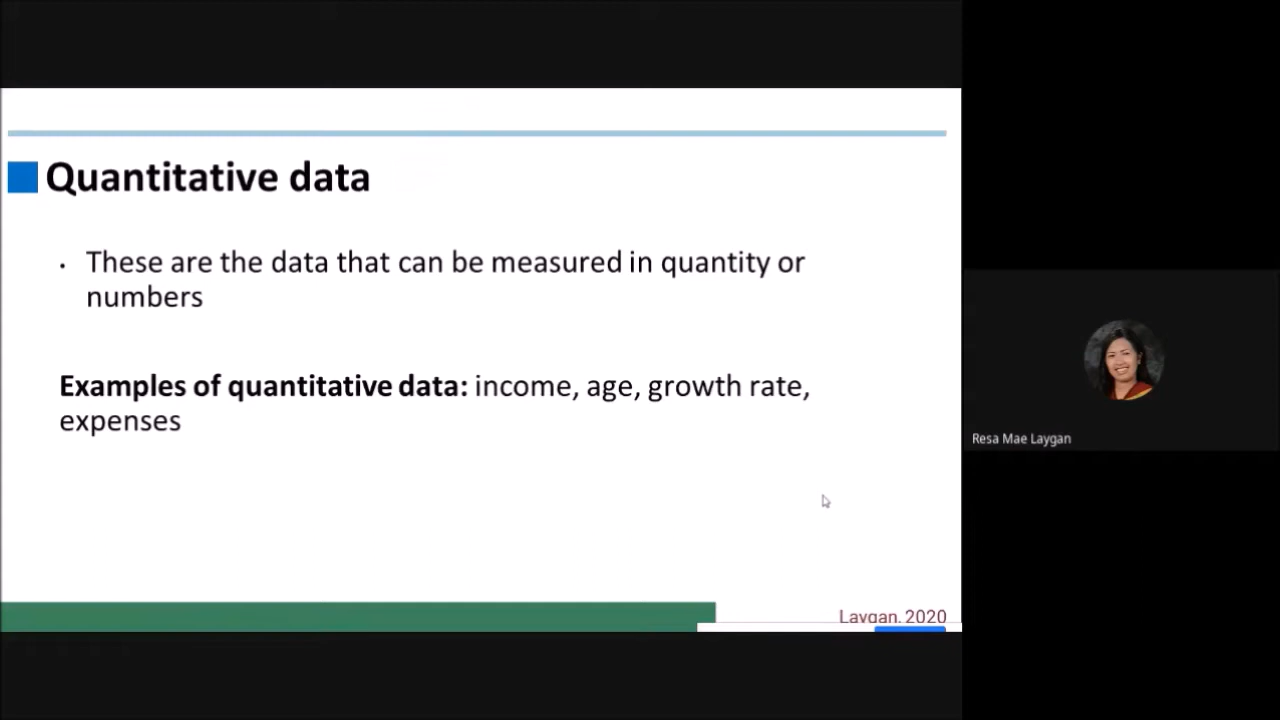 Quantitative data
• These are the data that can be measured in quantity or
numbers
Examples of quantitative data: income, age, growth rate,
expenses
Laygan, 2020
Resa Mae Laygan